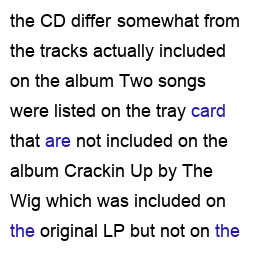 the CD differ somewhat from
the tracks actually included
on the album Two songs
were listed on the tray card
that are not included on the
album Crackin Up by The
Wig which was included on
the original LP but not on the